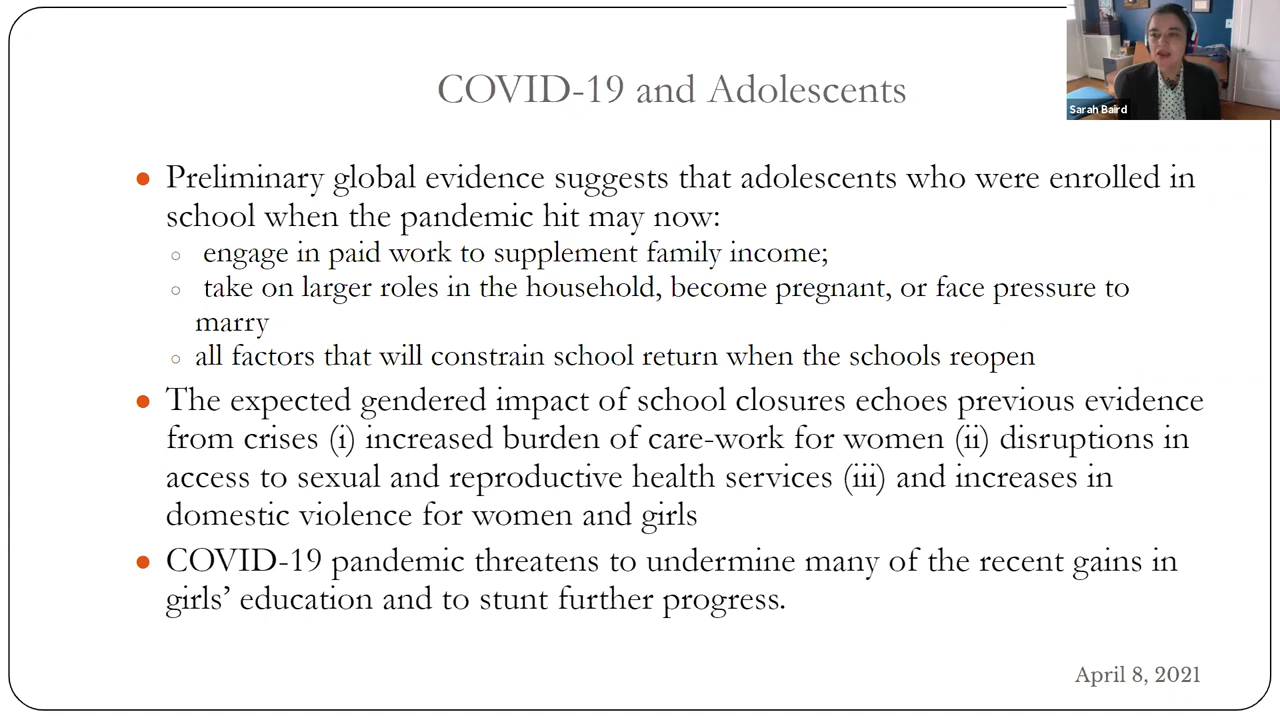 COVID-19 and Adolescents
Sarah Baird
● Preliminary global evidence suggests that adolescents who were enrolled in
school when the pandemic hit may now:
○ engage in paid work to supplement family income;
○ take on larger roles in the household, become pregnant, or face pressure to
marry
○ all factors that will constrain school return when the schools reopen
● The expected gendered impact of school closures echoes previous evidence
from crises (i) increased burden of care-work for women (ii) disruptions in
access to sexual and reproductive health services (iii) and increases in
domestic violence for women and girls
● COVID-19 pandemic threatens to undermine many of the recent gains in
girls’ education and to stunt further progress.
April 8, 2021